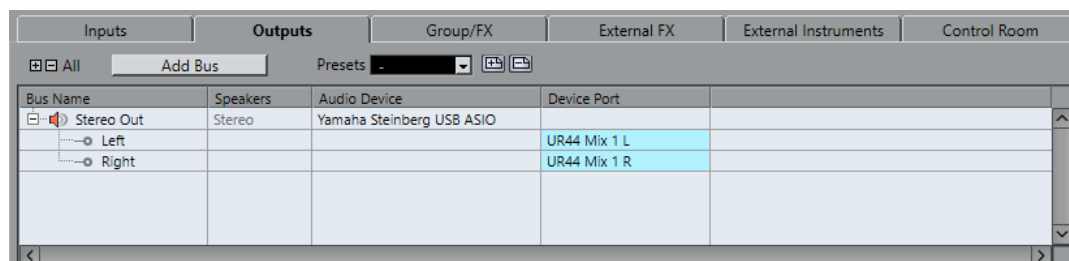 Inputs Outputs Group/FX External FX External Instruments Control Room
All Add Bus Presets -
Bus Name Speakers Audio Device Device Port
Stereo Out Stereo Yamaha Steinberg USB ASIO
Left UR44 Mix 1 L
Right UR44 Mix 1 R